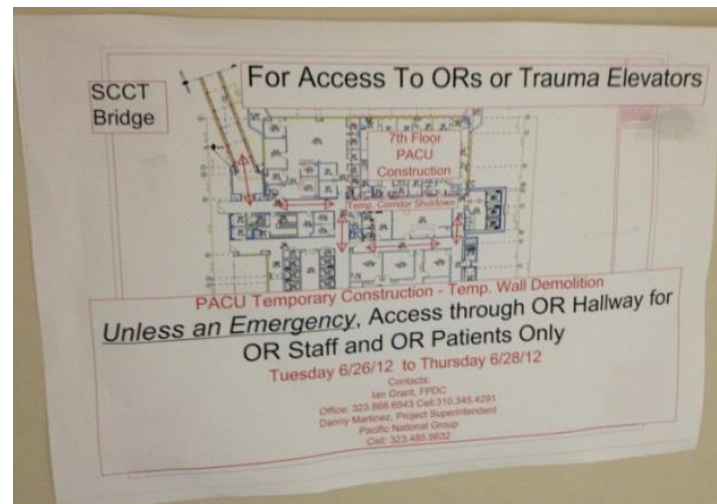 For Access To ORs or Trauma Elevators
SCCT
Bridge
7th Floor
PACU
Construction
Temp. Corridor Shutdown
PACU Temporary Construction - Temp. Wall Demolition
Unless an Emergency, Access through OR Hallway for
OR Staff and OR Patients Only
Tuesday 6/26/12 to Thursday 6/28/12
Contacts:
Ian Grant, FPDC
Office: 323.866.6543 Cell:310.345.4291
Danny Martinez, Project Superintendent
Pacific National Group
Cell: 323.485.9632